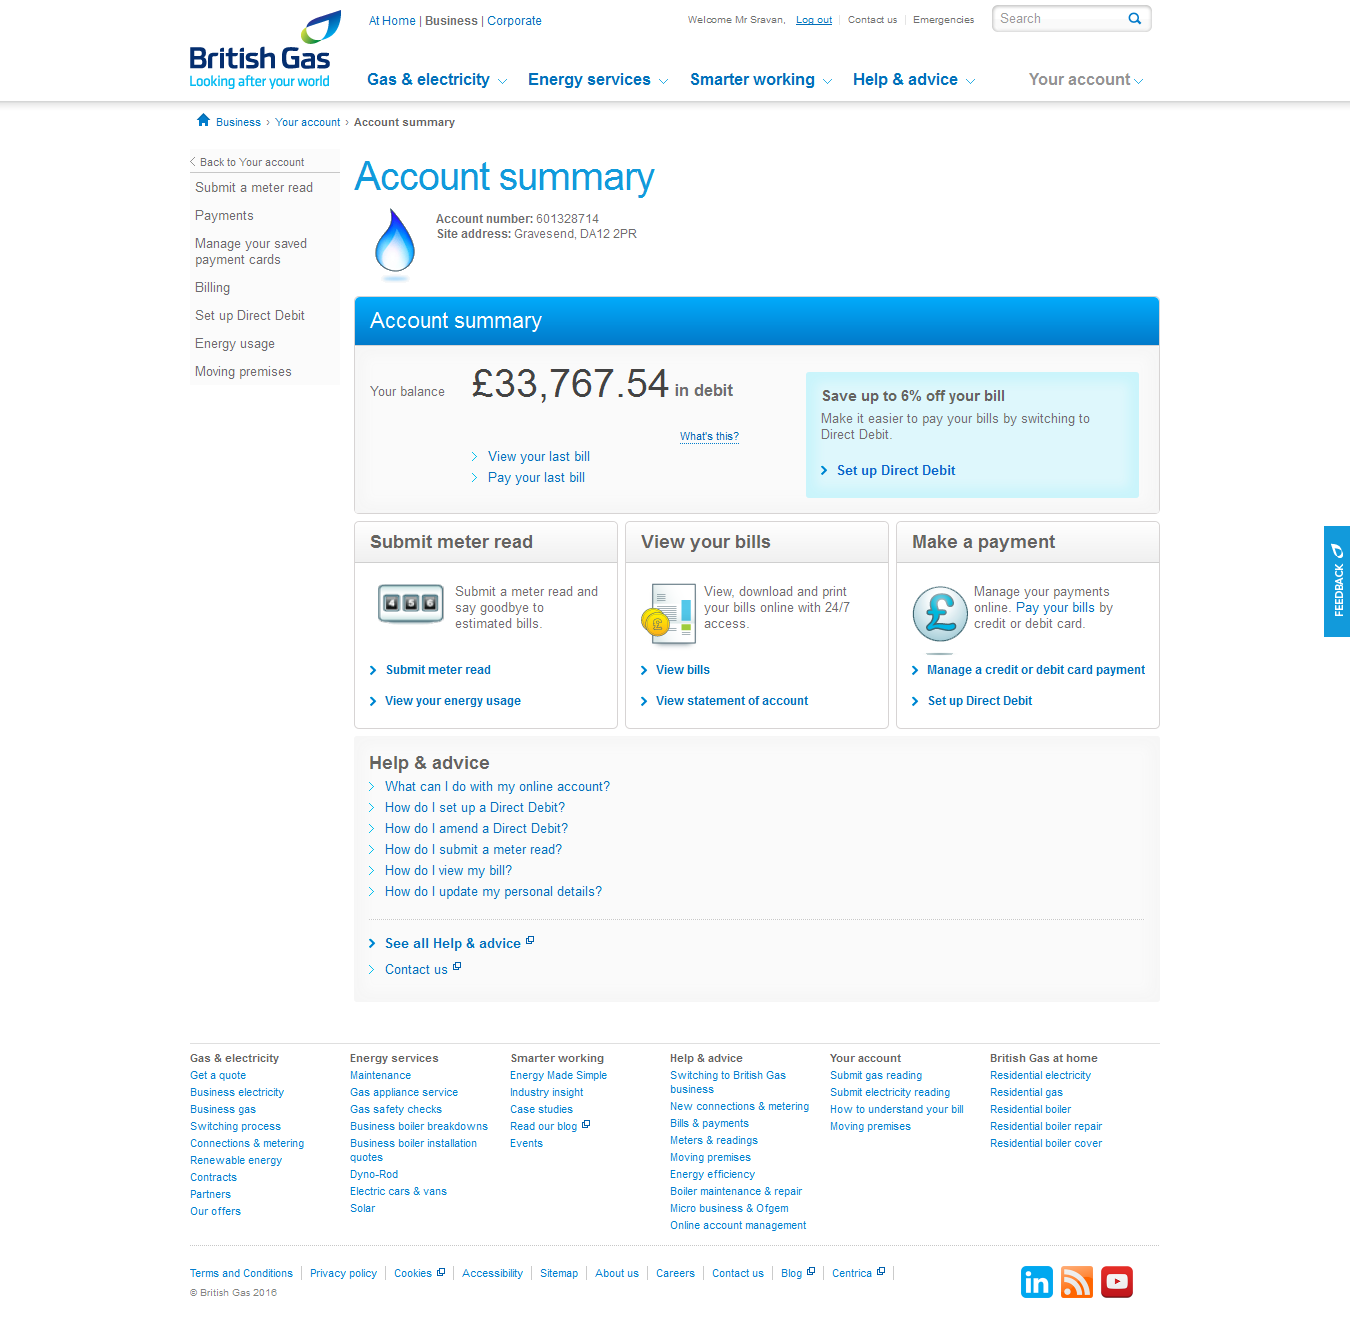 British Gas
Looking after your world
At Home | Business | Corporate
Welcome Mr Sravan, Log out Contact us Emergencies
Search
Gas & electricity Energy services Smarter working Help & advice Your account
Business › Your account › Account summary
Back to Your account
Submit a meter read
Payments
Manage your saved
payment cards
Billing
Set up Direct Debit
Energy usage
Moving premises
Account summary
Account number: 601328714
Site address: Gravesend, DA12 2PR
Account summary
Your balance £33,767.54 in debit
What's this?
View your last bill
Pay your last bill
Save up to 6% off your bill
Make it easier to pay your bills by switching to
Direct Debit.
Set up Direct Debit
Submit meter read
456
Submit a meter read and
say goodbye to
estimated bills.
Submit meter read
View your energy usage
View your bills
£
View, download and print
your bills online with 24/7
access.
View bills
View statement of account
Make a payment
£
Manage your payments
online. Pay your bills by
credit or debit card.
Manage a credit or debit card payment
Set up Direct Debit
FEEDBACK
Help & advice
What can I do with my online account?
How do I set up a Direct Debit?
How do I amend a Direct Debit?
How do I submit a meter read?
How do I view my bill?
How do I update my personal details?
See all Help & advice
Contact us
Gas & electricity
Get a quote
Business electricity
Business gas
Switching process
Connections & metering
Renewable energy
Contracts
Partners
Our offers
Energy services
Maintenance
Gas appliance service
Gas safety checks
Business boiler breakdowns
Business boiler installation
quotes
Dyno-Rod
Electric cars & vans
Solar
Smarter working
Energy Made Simple
Industry insight
Case studies
Read our blog
Events
Help & advice
Switching to British Gas
business
New connections & metering
Bills & payments
Meters & readings
Moving premises
Energy efficiency
Boiler maintenance & repair
Micro business & Ofgem
Online account management
Your account
Submit gas reading
Submit electricity reading
How to understand your bill
Moving premises
British Gas at home
Residential electricity
Residential gas
Residential boiler
Residential boiler repair
Residential boiler cover
Terms and Conditions Privacy policy Cookies Accessibility Sitemap About us Careers Contact us Blog Centrica
© British Gas 2016
in